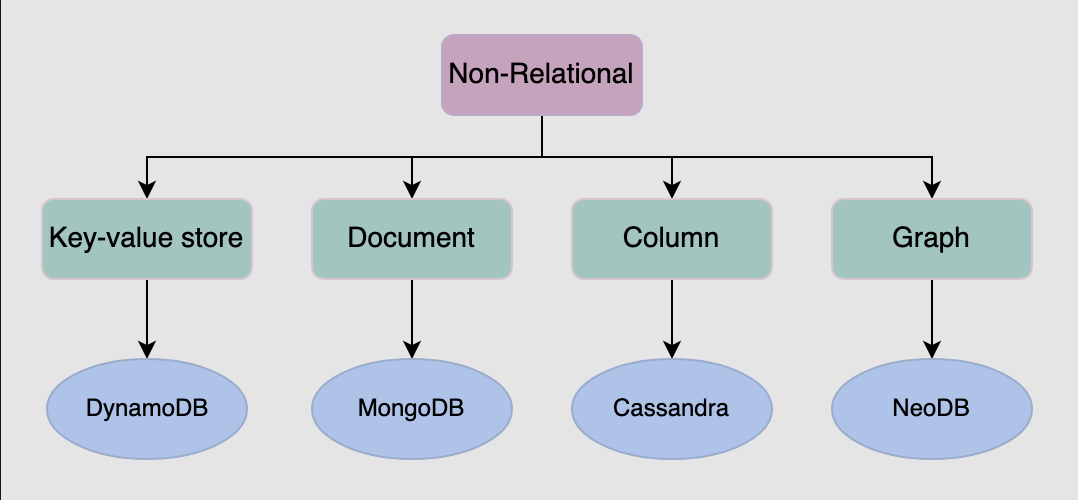 Non-Relational
Key-value store
Document
Column
Graph
DynamoDB
MongoDB
Cassandra
NeoDB